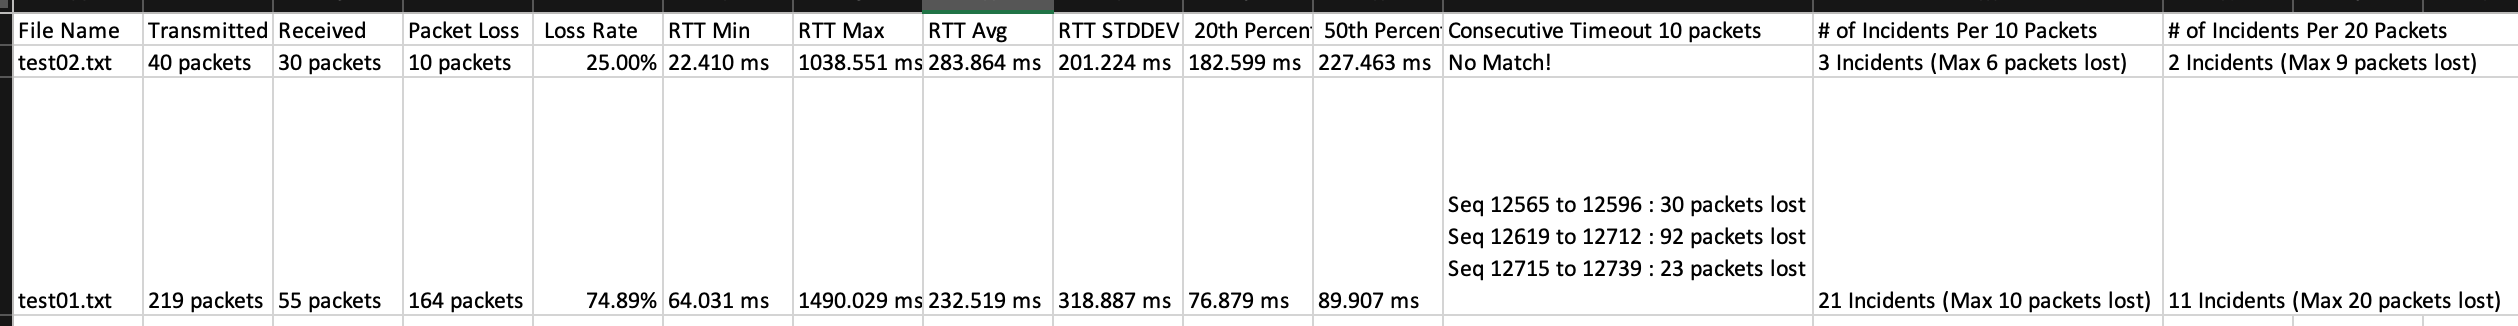 File Name Transmitted Received Packet Loss Loss Rate RTT Min RTT Max RTT Avg RTT STDDEV 20th Percen 50th Percen Consecutive Timeout 10 packets # of Incidents Per 10 Packets # of Incidents Per 20 Packets
test02.txt 40 packets 30 packets 10 packets 25.00% 22.410 ms 1038.551 ms 283.864 ms 201.224 ms 182.599 ms 227.463 ms No Match! 3 Incidents (Max 6 packets lost) 2 Incidents (Max 9 packets lost)
Seq 12565 to 12596 : 30 packets lost
Seq 12619 to 12712 : 92 packets lost
Seq 12715 to 12739 : 23 packets lost
test01.txt 219 packets 55 packets 164 packets 74.89% 64.031 ms 1490.029 ms 232.519 ms 318.887 ms 76.879 ms 89.907 ms 21 Incidents (Max 10 packets lost) 11 Incidents (Max 20 packets lost)